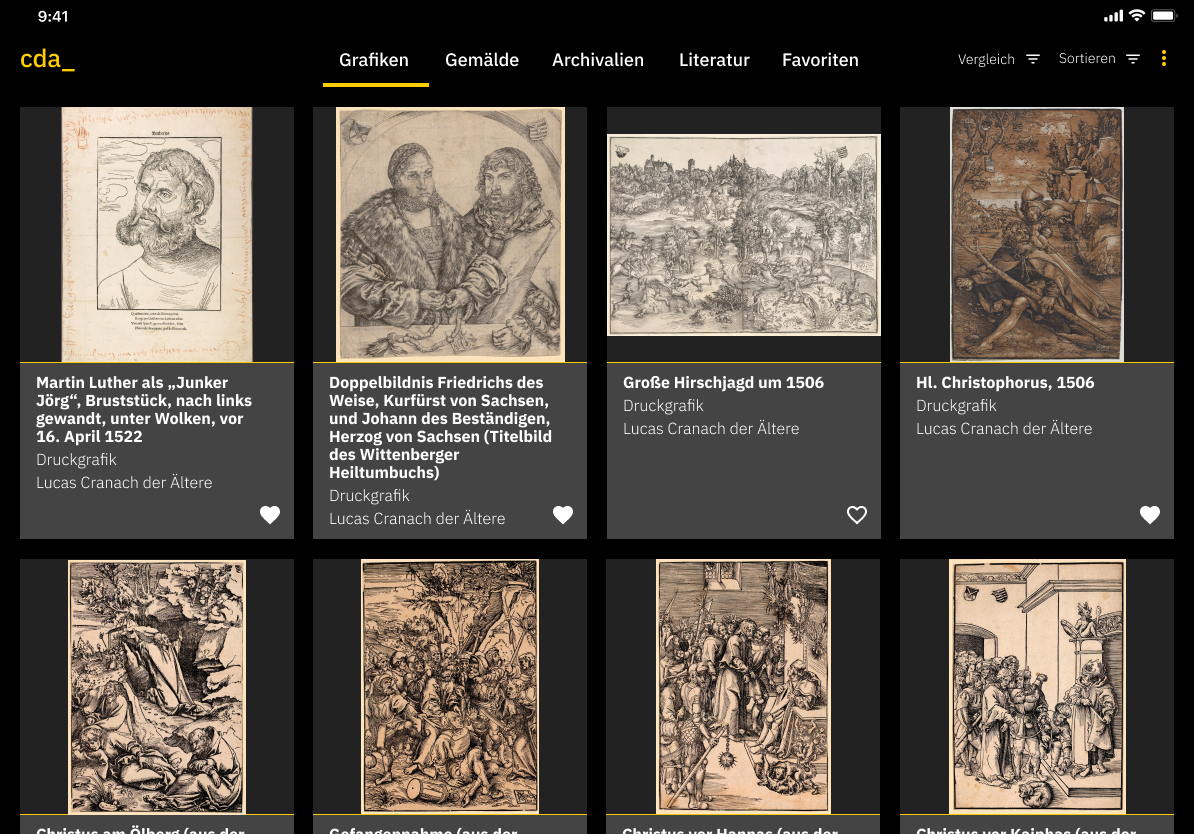 9:41
cda_
Grafiken
Gemälde
Archivalien
Literatur
Favoriten
Vergleich
Sortieren
Martin Luther als „Junker
Jörg“, Bruststück, nach links
gewandt, unter Wolken, vor
16. April 1522
Druckgrafik
Lucas Cranach der Ältere
Doppelbildnis Friedrichs des
Weise, Kurfürst von Sachsen,
und Johann des Beständigen,
Herzog von Sachsen (Titelbild
des Wittenberger
Heiltumbuchs)
Druckgrafik
Lucas Cranach der Ältere
Große Hirschjagd um 1506
Druckgrafik
Lucas Cranach der Ältere
Hl. Christophorus, 1506
Druckgrafik
Lucas Cranach der Ältere
Christus am Ölberg (aus der
Gefangennahme (aus der
Christus vor Hannas (aus der
Christus vor Kaiphas (aus der